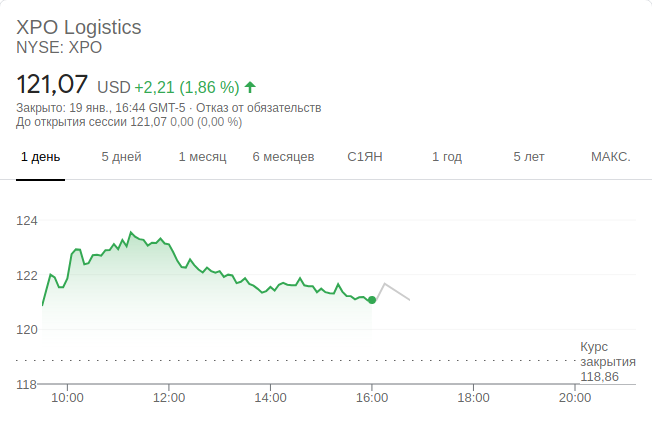 XPO Logistics
NYSE: XPO
121,07 USD +2,21 (1,86 %)
Закрыто: 19 янв., 16:44 GMT-5 · Отказ от обязательств
До открытия сессии 121,07 0,00 (0,00 %)
1 день 5 дней 1 месяц 6 месяцев С1ЯН 1 год 5 лет МАКС.
124
122
120
Курс
закрытия
118,86
118
10:00 12:00 14:00 16:00 18:00 20:00